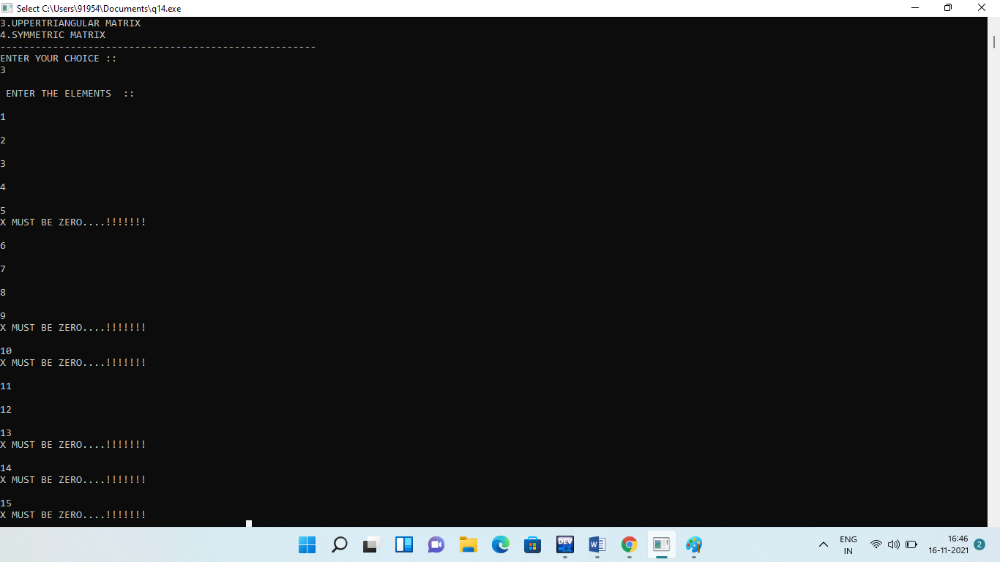 Select C:\Users\91954\Documents\q14.exe
3.UPPERTRIANGULAR MATRIX
4.SYMMETRIC MATRIX
------------------------------------------------------
ENTER YOUR CHOICE ::
3
ENTER THE ELEMENTS  ::
1
2
3
4
5
X MUST BE ZERO....!!!!!!!
6
7
8
9
X MUST BE ZERO....!!!!!!!
10
X MUST BE ZERO....!!!!!!!
11
12
13
X MUST BE ZERO....!!!!!!!
14
X MUST BE ZERO....!!!!!!!
15
X MUST BE ZERO....!!!!!!!
DEV
W
ENG
IN
16:46
16-11-2021
2